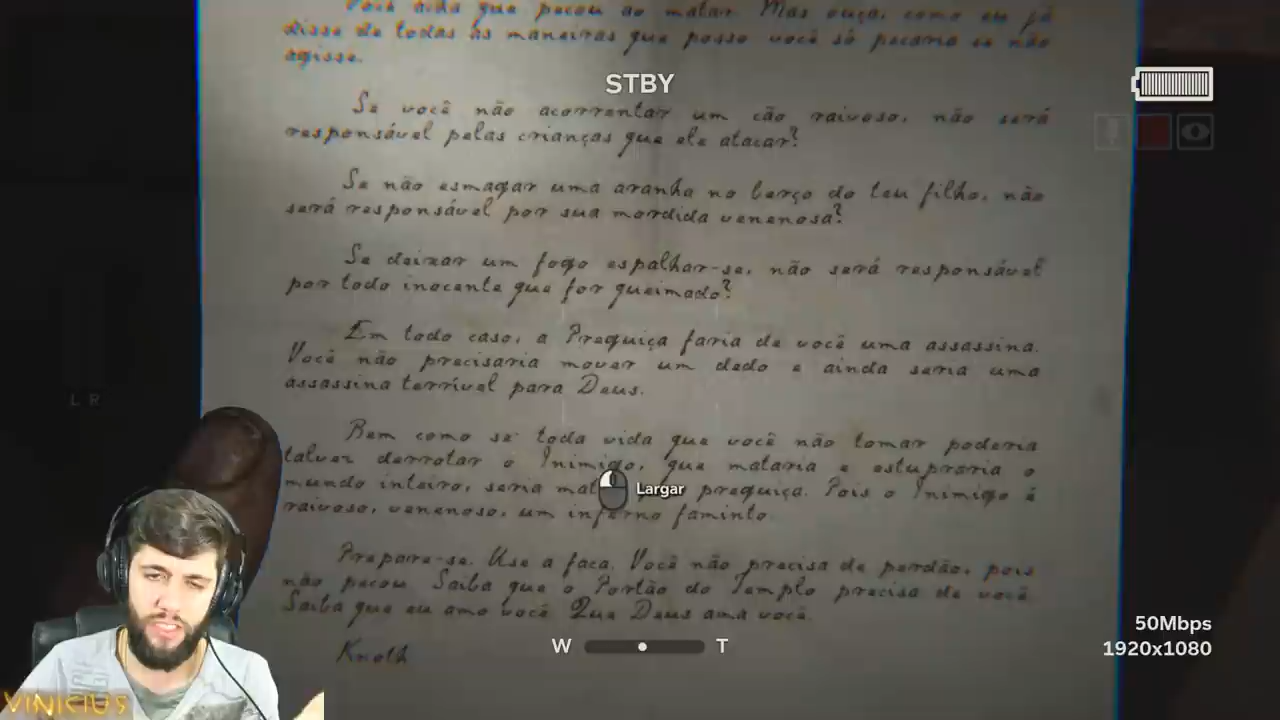 você ainda que pecou ao matar. Mas ouça, como eu já
disse de todas as maneiras que posso você só pecaria se não
agisse.
STBY
Se você não acorrentar um cão raivoso, não será
responsável pelas crianças que ele atacar?
Se não esmagar uma aranha no berço do teu filho, não
será responsável por sua mordida venenosa?
Se deixar um fogo espalhar-se, não será responsável
por todo inocente que for queimado?
Em todo caso, a Preguiça faria de você uma assassina.
Você não precisaria mover um dedo e ainda seria uma
assassina terrível para Deus.
L R
Bem como se toda vida que você não tomar poderia
talvez derrotar o Inimigo, que mataria e estupraria o
mundo inteiro, seria preguiça. Pois o Inimigo é
Largar
raivoso, venenoso, um inferno faminto.
Prepare-se. Use a faca. Você não precisa de perdão, pois
não pecou. Saiba que o Portão do Templo precisa de você.
Saiba que eu amo você. Que Deus ama você.
Knoth
W T
50Mbps
1920x1080
VINICIUS